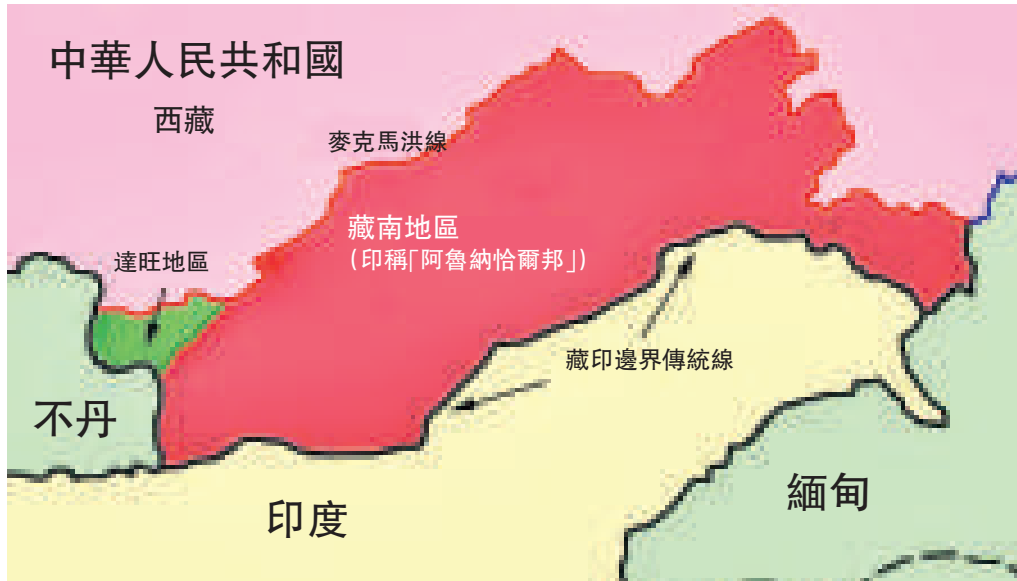 中華人民共和國
西藏
麥克馬洪線
藏南地區
(印稱「阿魯納恰爾邦」)
達旺地區
藏印邊界傳統線
不丹
緬甸
印度